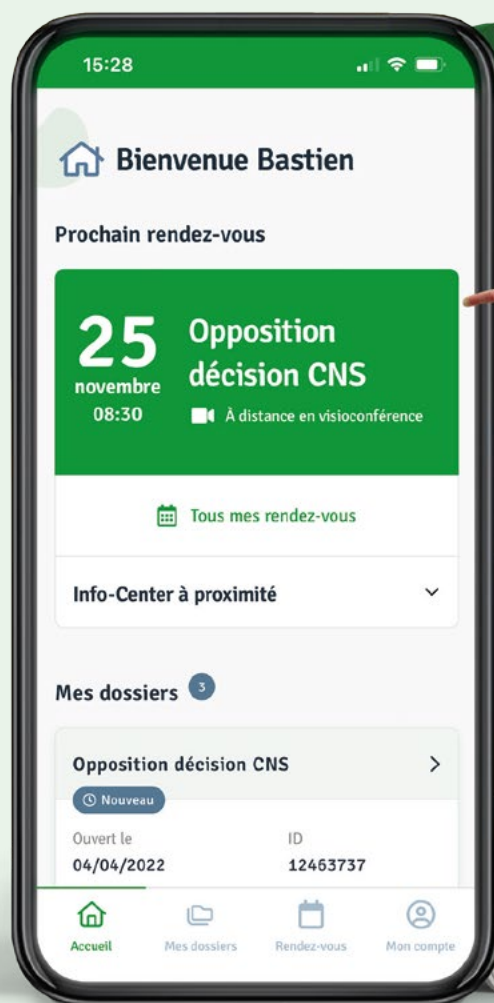 15:28
Bienvenue Bastien
Prochain rendez-vous
25
novembre
08:30
Opposition
décision CNS
À distance en visioconférence
Tous mes rendez-vous
Info-Center à proximité
Mes dossiers 3
Opposition décision CNS
Nouveau
Ouvert le
04/04/2022
ID
12463737
Accueil
Mes dossiers
Rendez-vous
Mon compte